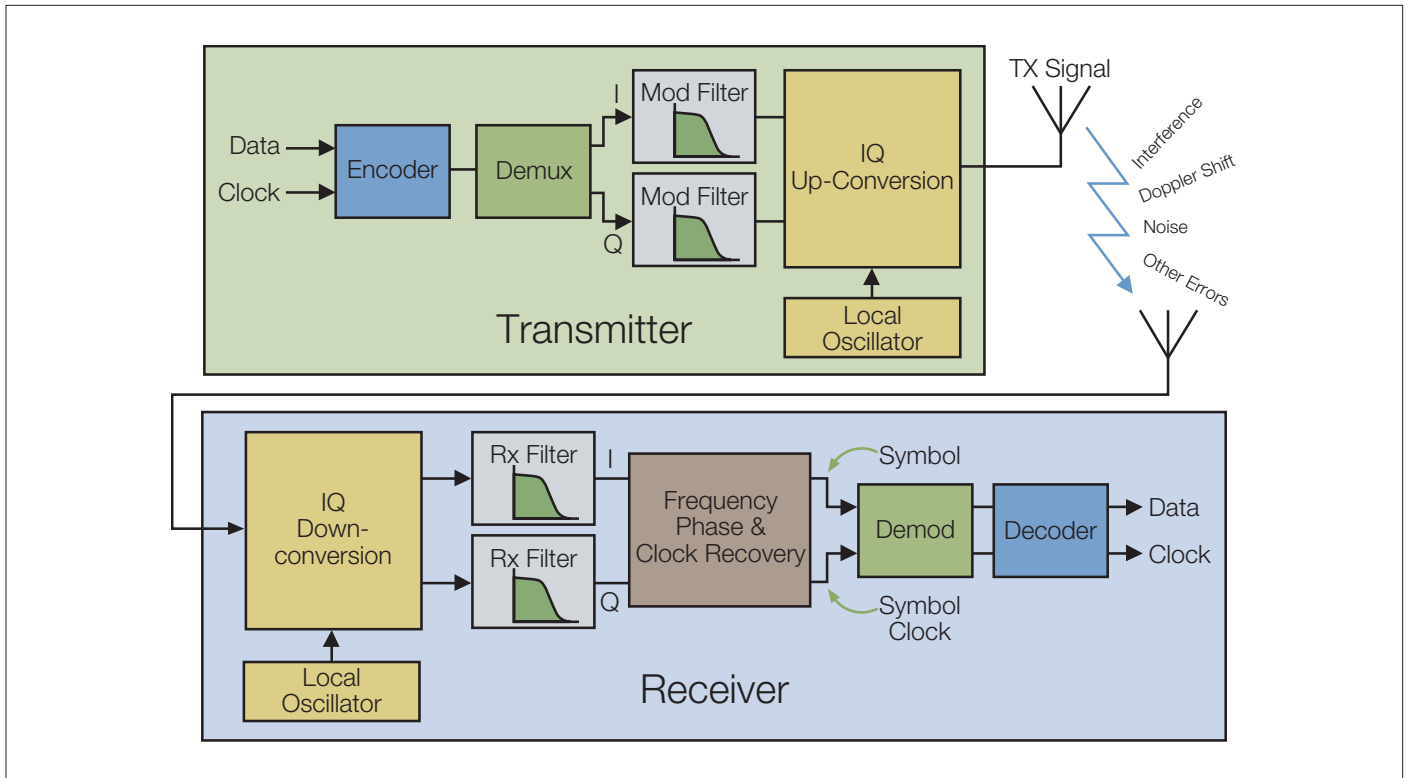 TX Signal
I
Mod Filter
Data
Clock
Encoder
Demux
Mod Filter
Q
IQ
Up-Conversion
Local
Oscillator
Transmitter
Interference
Doppler Shift
Noise
Other Errors
IQ
Down-
conversion
Local
Oscillator
Rx Filter
I
Rx Filter
Q
Frequency
Phase &
Clock Recovery
Symbol
Symbol
Clock
Demod
Decoder
Data
Clock
Receiver